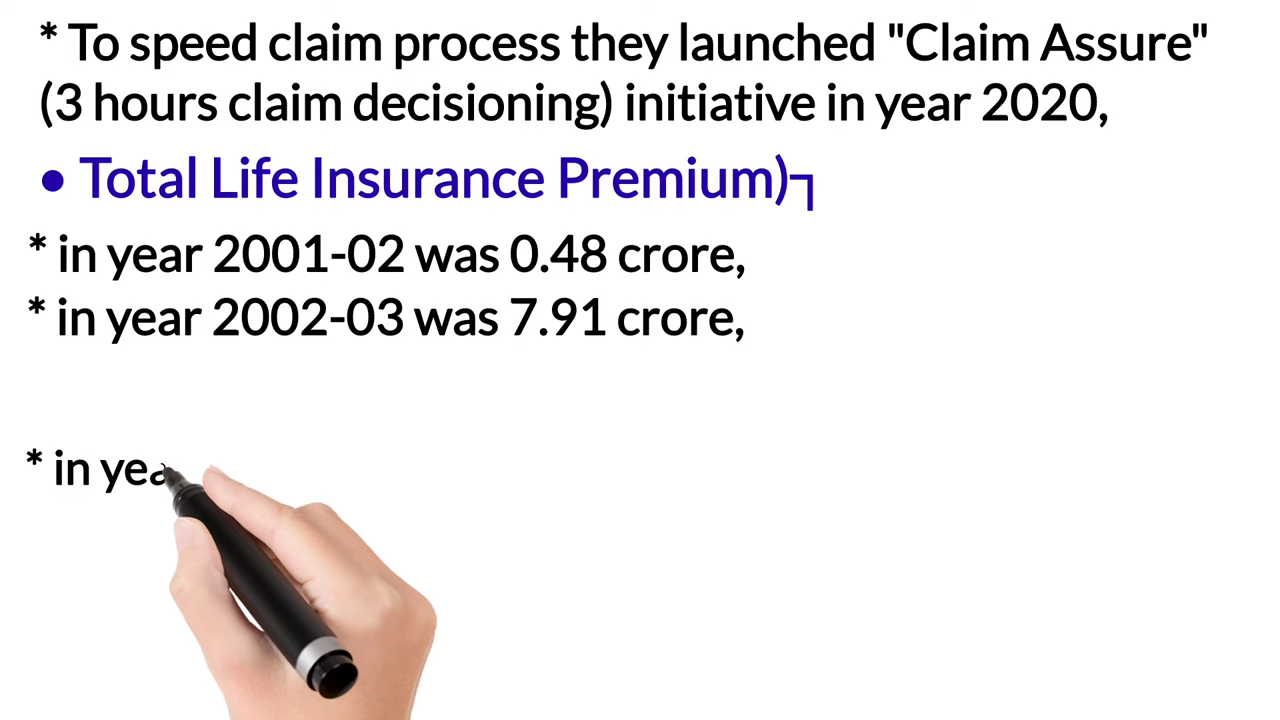 * To speed claim process they launched "Claim Assure"
(3 hours claim decisioning) initiative in year 2020,
• Total Life Insurance Premium)┐
* in year 2001-02 was 0.48 crore,
* in year 2002-03 was 7.91 crore,
* in yea